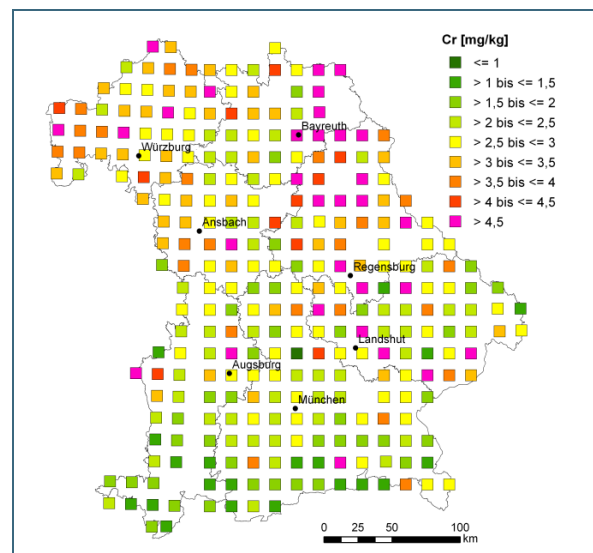 Cr [mg/kg]
<= 1
> 1 bis <= 1,5
> 1,5 bis <= 2
> 2 bis <= 2,5
> 2,5 bis <= 3
> 3 bis <= 3,5
> 3,5 bis <= 4
> 4 bis <= 4,5
> 4,5
Bayreuth
Würzburg
Ansbach
Regensburg
Landshut
Augsburg
München
0 25 50 100
km